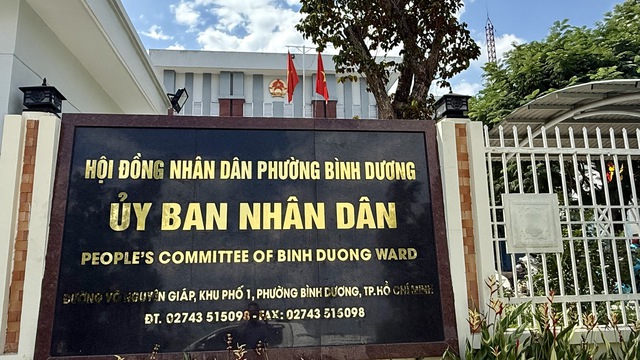 HỘI ĐỒNG NHÂN DÂN PHƯỜNG BÌNH DƯƠNG
ỦY BAN NHÂN DÂN
PEOPLE'S COMMITTEE OF BINH DUONG WARD
ĐƯỜNG VÕ NGUYÊN GIÁP, KHU PHỐ 1, PHƯỜNG BÌNH DƯƠNG, TP.HỒ CHÍ MINH
ĐT. 02743 515098 - FAX: 02743 515098